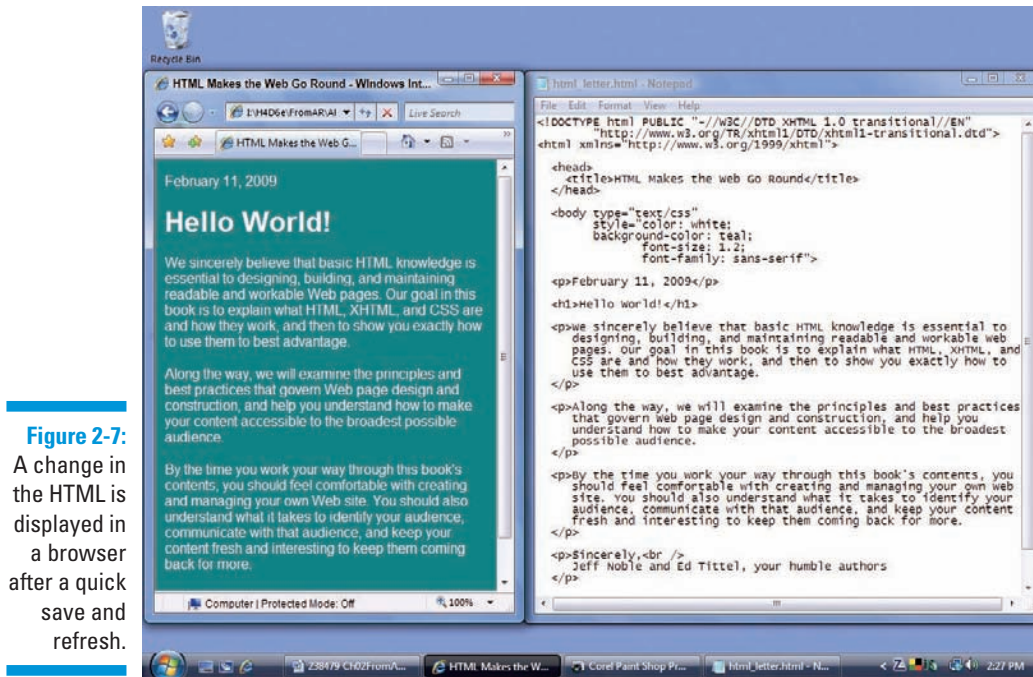 Recycle Bin
HTML Makes the Web Go Round - Windows Int...
Live Search
HTML Makes the Web G...
February 11, 2009
Hello World!
We sincerely believe that basic HTML knowledge is
essential to designing, building, and maintaining
readable and workable Web pages. Our goal in this
book is to explain what HTML, XHTML, and CSS are
and how they work, and then to show you exactly how
to use them to best advantage.
Along the way, we will examine the principles and
best practices that govern Web page design and
construction, and help you understand how to make
your content accessible to the broadest possible
audience.
By the time you work your way through this book's
contents, you should feel comfortable with creating
and managing your own Web site. You should also
understand what it takes to identify your audience,
communicate with that audience, and keep your
content fresh and interesting to keep them coming
back for more.
Computer | Protected Mode: Off
100%
html_letter.html - Notepad
File Edit Format View Help
<!DOCTYPE html PUBLIC "-//W3C//DTD XHTML 1.0 transitional//EN"
"http://www.w3.org/TR/xhtml1/DTD/xhtml1-transitional.dtd">
<html xmlns="http://www.w3.org/1999/xhtml">
<head>
<title>HTML Makes the Web Go Round</title>
</head>
<body type="text/css"
style="color: white;
background-color: teal;
font-size: 1.2;
font-family: sans-serif">
<p>February 11, 2009</p>
<h1>Hello World!</h1>
<p>We sincerely believe that basic HTML knowledge is essential to
designing, building, and maintaining readable and workable Web
pages. Our goal in this book is to explain what HTML, XHTML, and
CSS are and how they work, and then to show you exactly how to
use them to best advantage.
</p>
<p>Along the way, we will examine the principles and best practices
that govern Web page design and construction, and help you
understand how to make your content accessible to the broadest
possible audience.
</p>
<p>By the time you work your way through this book's contents, you
should feel comfortable with creating and managing your own Web
site. You should also understand what it takes to identify your
audience, communicate with that audience, and keep your content
fresh and interesting to keep them coming back for more.
</p>
<p>Sincerely,<br />
Jeff Noble and Ed Tittel, your humble authors
</p>
HTML Makes the W...
Corel Paint Shop Pr...
html_letter.html - N...
2:27 PM
Figure 2-7:
A change in
the HTML is
displayed in
a browser
after a quick
save and
refresh.